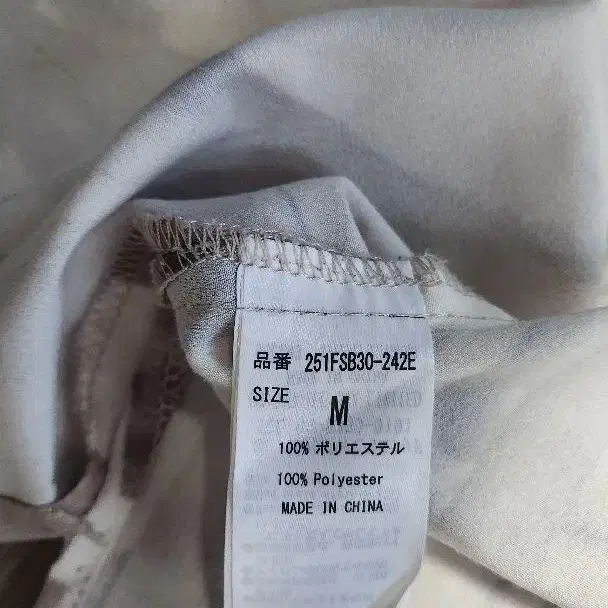 品番 251FSB30-242E
SIZE M
100% ポリエステル
100% Polyester
MADE IN CHINA